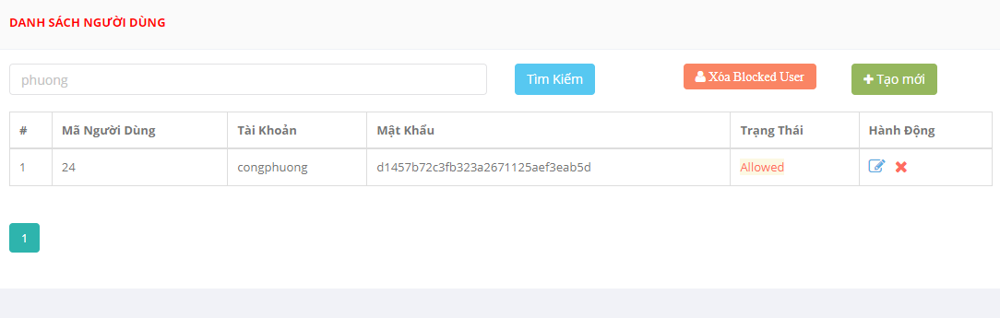 DANH SÁCH NGƯỜI DÙNG
phuong Tìm Kiếm Xóa Blocked User Tạo mới
# Mã Người Dùng Tài Khoản Mật Khẩu Trạng Thái Hành Động
1 24 congphuong d1457b72c3fb323a2671125aef3eab5d Allowed
1